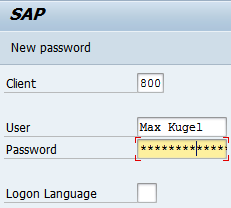 SAP
New password
Client 800
User Max Kugel
Password ************
Logon Language